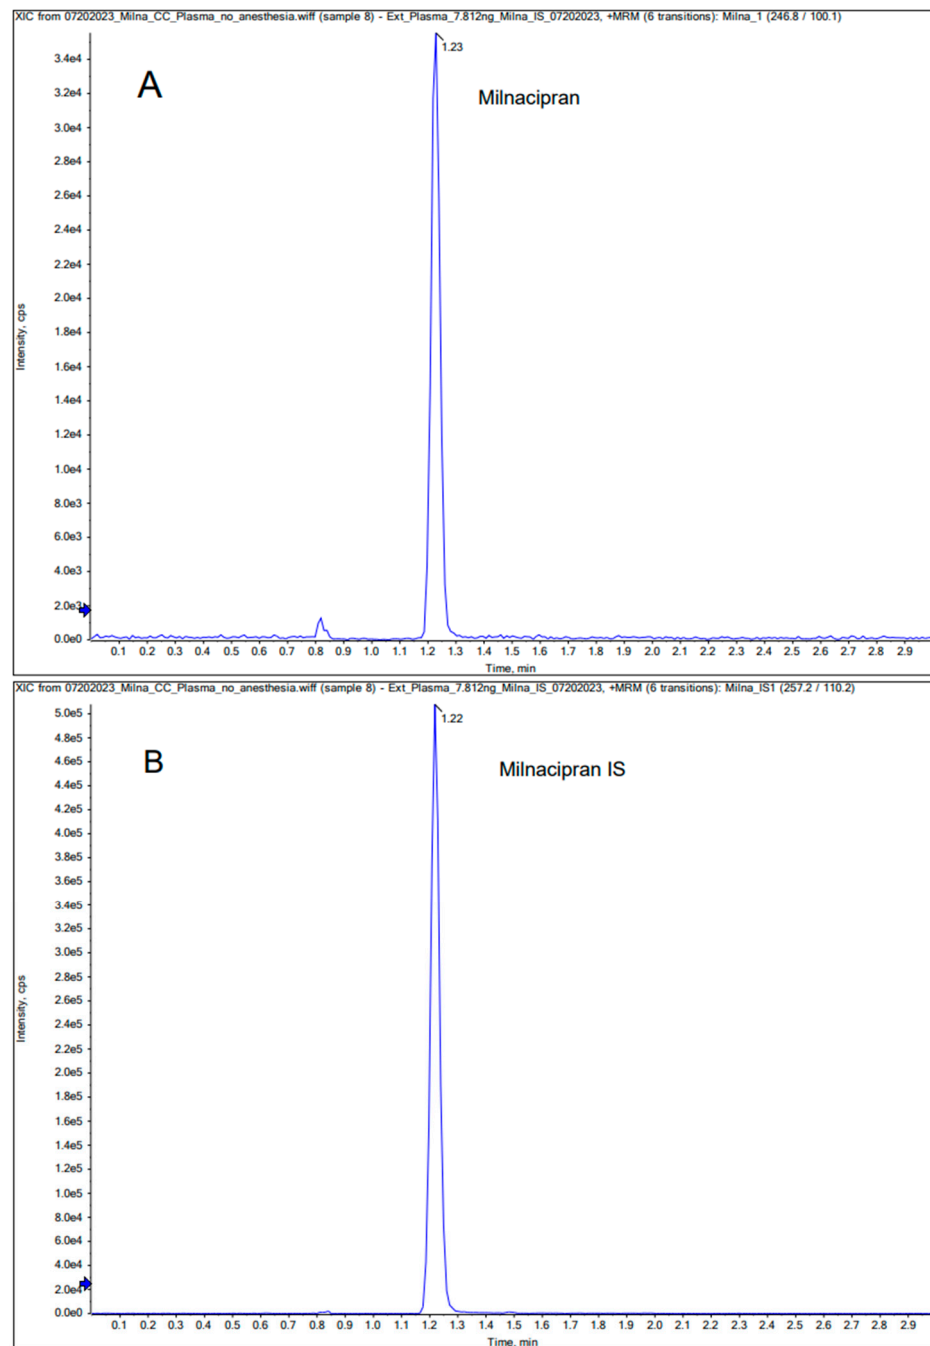 XIC from 07202023_Milna_CC_Plasma_no_anesthesia.wiff (sample 8) - Ext_Plasma_7.812ng_Milna_IS_07202023, +MRM (6 transitions): Milna_1 (246.8 / 100.1)
1.23
A
Milnacipran
Intensity, cps
3.4e4
3.2e4
3.0e4
2.8e4
2.6e4
2.4e4
2.2e4
2.0e4
1.8e4
1.6e4
1.4e4
1.2e4
1.0e4
8.0e3
6.0e3
4.0e3
2.0e3
0.0e0
0.1 0.2 0.3 0.4 0.5 0.6 0.7 0.8 0.9 1.0 1.1 1.2 1.3 1.4 1.5 1.6 1.7 1.8 1.9 2.0 2.1 2.2 2.3 2.4 2.5 2.6 2.7 2.8 2.9
Time, min
XIC from 07202023_Milna_CC_Plasma_no_anesthesia.wiff (sample 8) - Ext_Plasma_7.812ng_Milna_IS_07202023, +MRM (6 transitions): Milna_IS1 (257.2 / 110.2)
1.22
B
Milnacipran IS
Intensity, cps
5.0e5
4.8e5
4.6e5
4.4e5
4.2e5
4.0e5
3.8e5
3.6e5
3.4e5
3.2e5
3.0e5
2.8e5
2.6e5
2.4e5
2.2e5
2.0e5
1.8e5
1.6e5
1.4e5
1.2e5
1.0e5
8.0e4
6.0e4
4.0e4
2.0e4
0.0e0
0.1 0.2 0.3 0.4 0.5 0.6 0.7 0.8 0.9 1.0 1.1 1.2 1.3 1.4 1.5 1.6 1.7 1.8 1.9 2.0 2.1 2.2 2.3 2.4 2.5 2.6 2.7 2.8 2.9
Time, min